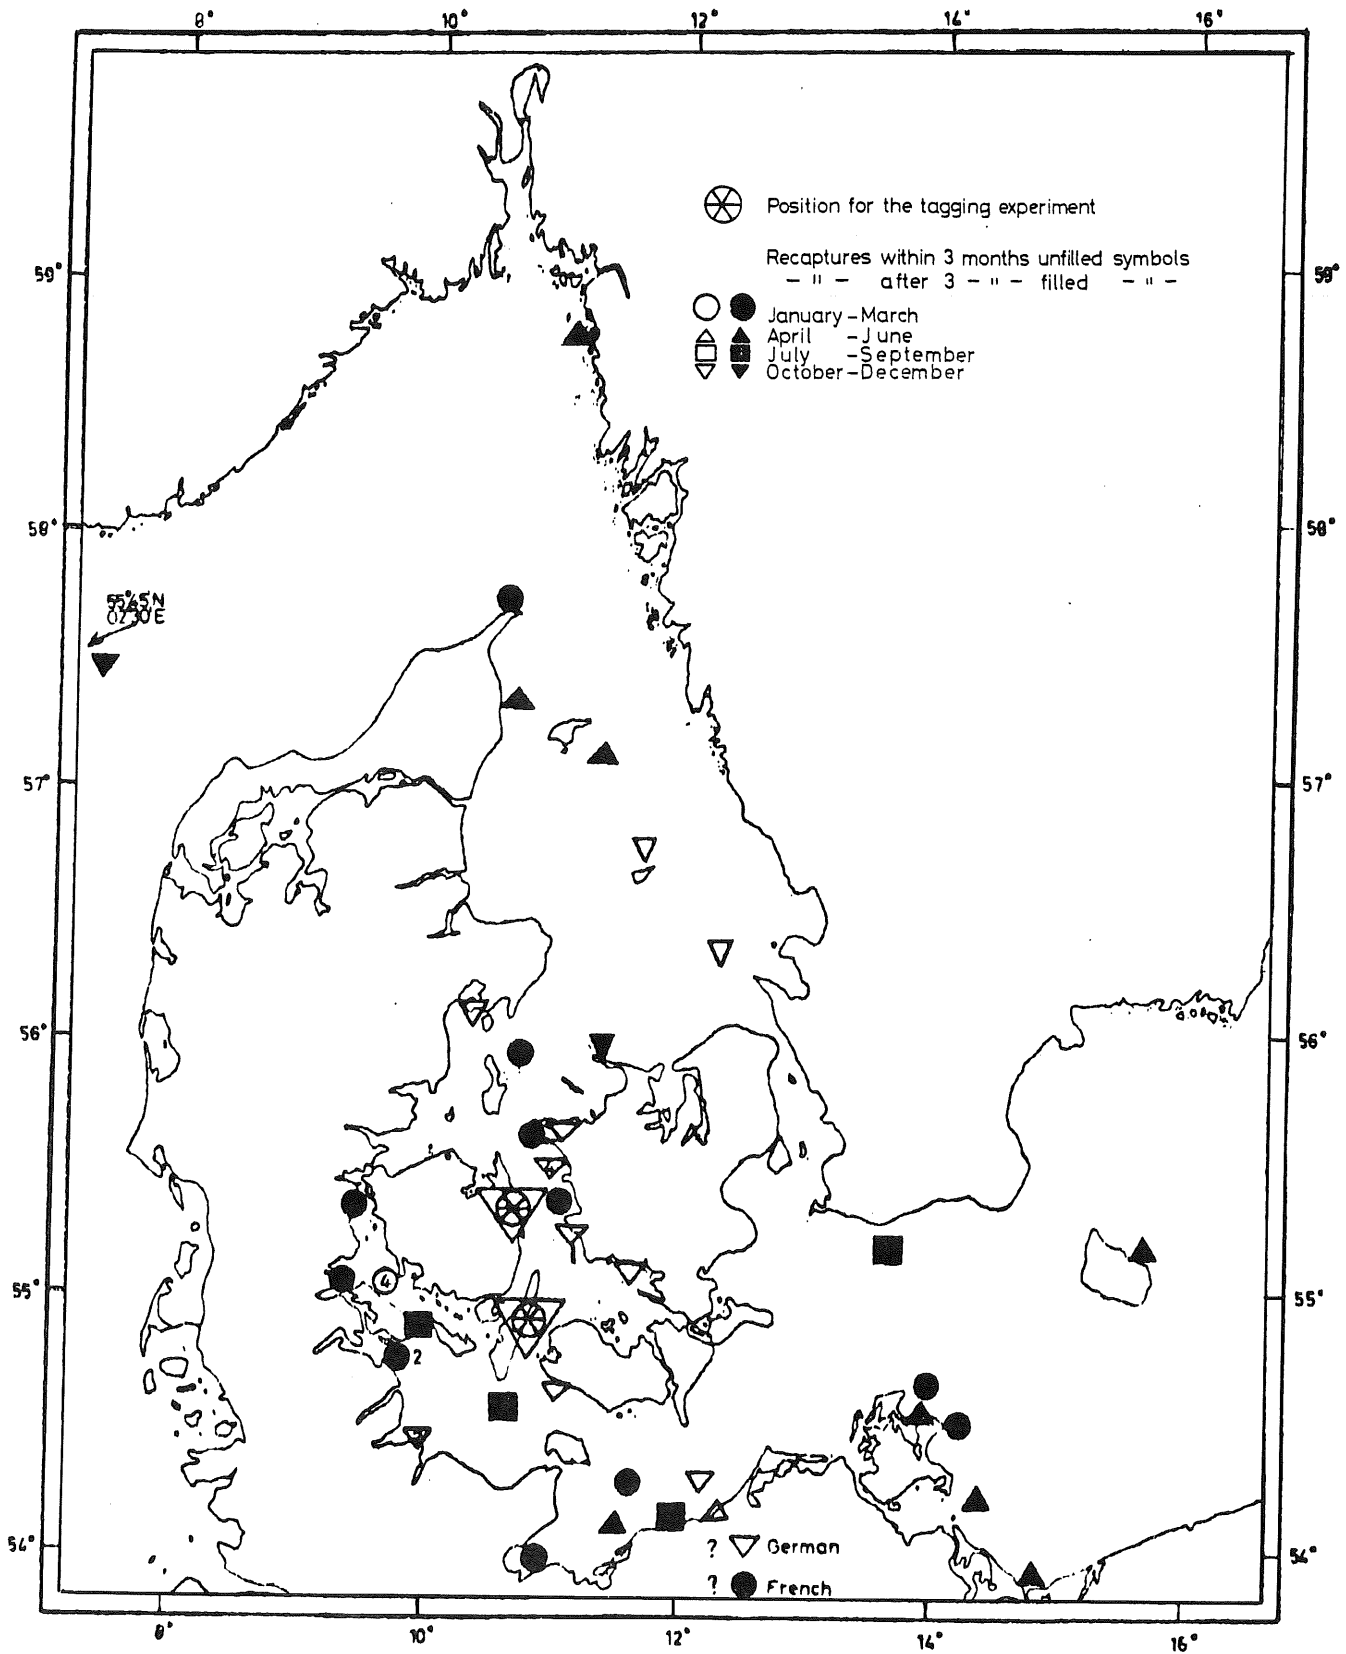 8° 10° 12° 14° 16°
Position for the tagging experiment
Recaptures within 3 months unfilled symbols
– " – after 3 – " – filled – " –
January – March
April – June
July – September
October – December
59° 59°
58° 58°
55°45'N
02°30'E
57° 57°
56° 56°
55° 55°
4
2
54° 54°
? German
? French
8° 10° 12° 14° 16°